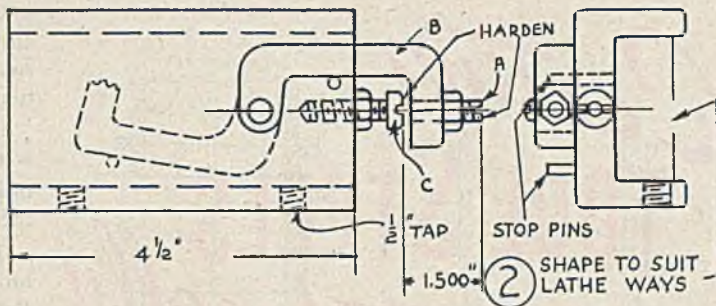 B
HARDEN
A
C
½" TAP
STOP PINS
4 ½"
1.500"
2
SHAPE TO SUIT
LATHE WAYS